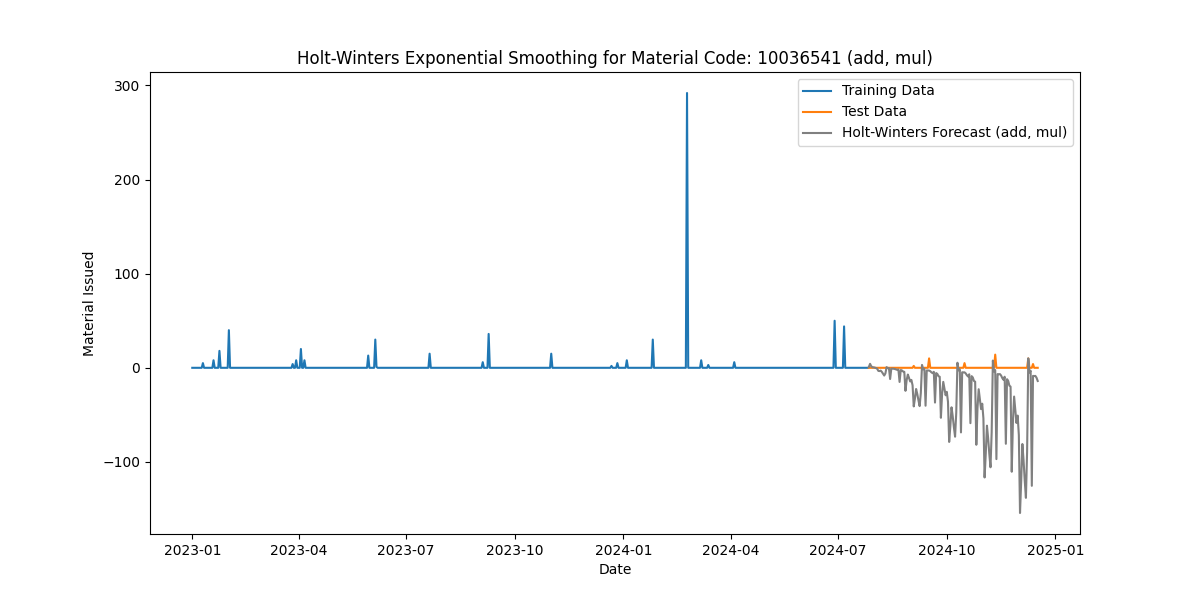 Holt-Winters Exponential Smoothing for Material Code: 10036541 (add, mul)
Training Data
Test Data
Holt-Winters Forecast (add, mul)
Material Issued
300
200
100
0
−100
2023-01 2023-04 2023-07 2023-10 2024-01 2024-04 2024-07 2024-10 2025-01
Date